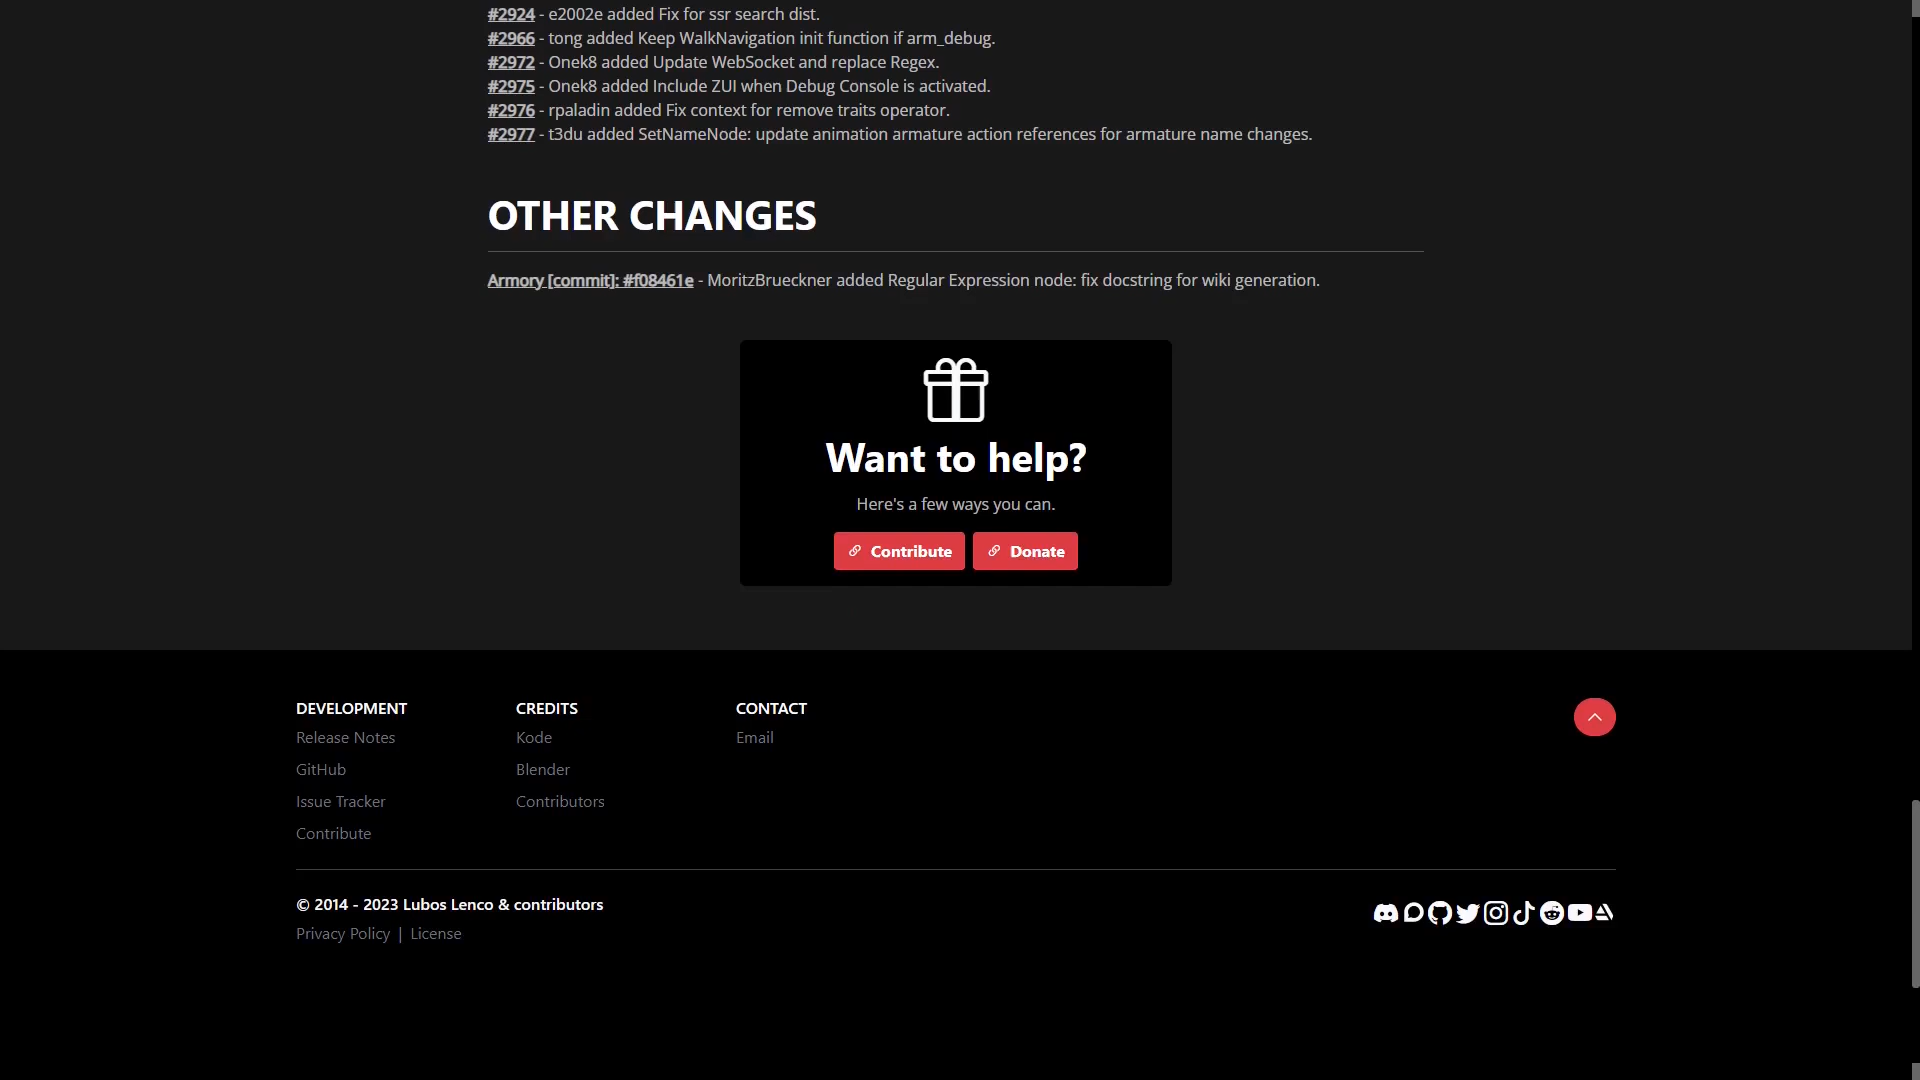 #2924 - e2002e added Fix for ssr search dist.
#2966 - tong added Keep WalkNavigation init function if arm_debug.
#2972 - Onek8 added Update WebSocket and replace Regex.
#2975 - Onek8 added Include ZUI when Debug Console is activated.
#2976 - rpaladin added Fix context for remove traits operator.
#2977 - t3du added SetNameNode: update animation armature action references for armature name changes.
OTHER CHANGES
Armory [commit]: #f08461e - MoritzBrueckner added Regular Expression node: fix docstring for wiki generation.
Want to help?
Here's a few ways you can.
Contribute Donate
DEVELOPMENT
Release Notes
GitHub
Issue Tracker
Contribute
CREDITS
Kode
Blender
Contributors
CONTACT
Email
© 2014 - 2023 Lubos Lenco & contributors
Privacy Policy | License